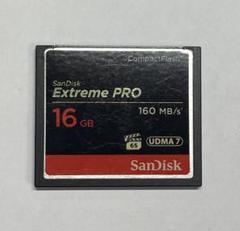 CompactFlash
SanDisk
Extreme PRO
16 GB
160 MB/s
65
UDMA 7
SanDisk